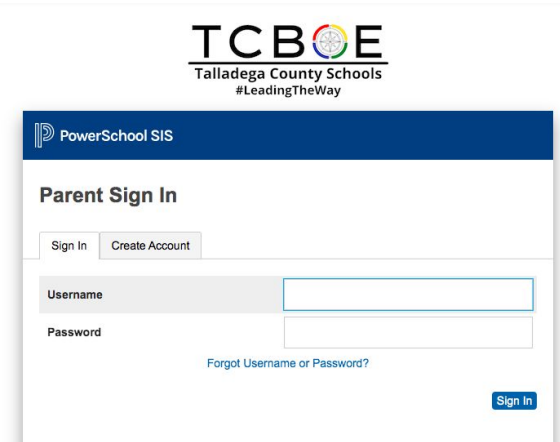 TCBOE
Talladega County Schools
#LeadingTheWay
PowerSchool SIS
Parent Sign In
Sign In Create Account
Username
Password
Forgot Username or Password?
Sign In